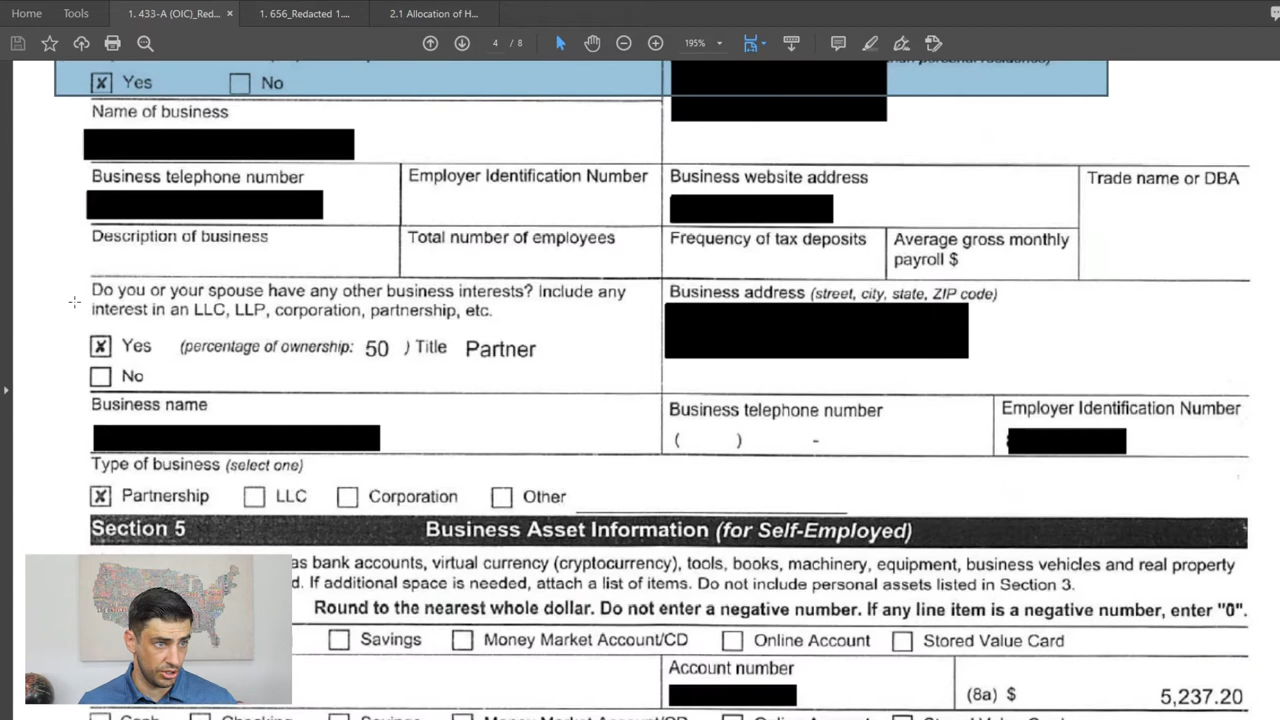 Home Tools 1. 433-A (OIC)_Red... × 1. 656_Redacted 1.... 2.1 Allocation of H...
4 / 8 195%
Yes No
Name of business
Business telephone number Employer Identification Number Business website address Trade name or DBA
Description of business Total number of employees Frequency of tax deposits Average gross monthly
payroll $
Do you or your spouse have any other business interests? Include any Business address (street, city, state, ZIP code)
interest in an LLC, LLP, corporation, partnership, etc.
X Yes (percentage of ownership: 50 ) Title Partner
No
Business name Business telephone number Employer Identification Number
( ) -
Type of business (select one)
X Partnership LLC Corporation Other
Section 5 Business Asset Information (for Self-Employed)
as bank accounts, virtual currency (cryptocurrency), tools, books, machinery, equipment, business vehicles and real property
d. If additional space is needed, attach a list of items. Do not include personal assets listed in Section 3.
Round to the nearest whole dollar. Do not enter a negative number. If any line item is a negative number, enter "0".
Savings Money Market Account/CD Online Account Stored Value Card
Account number
(8a) $ 5,237.20